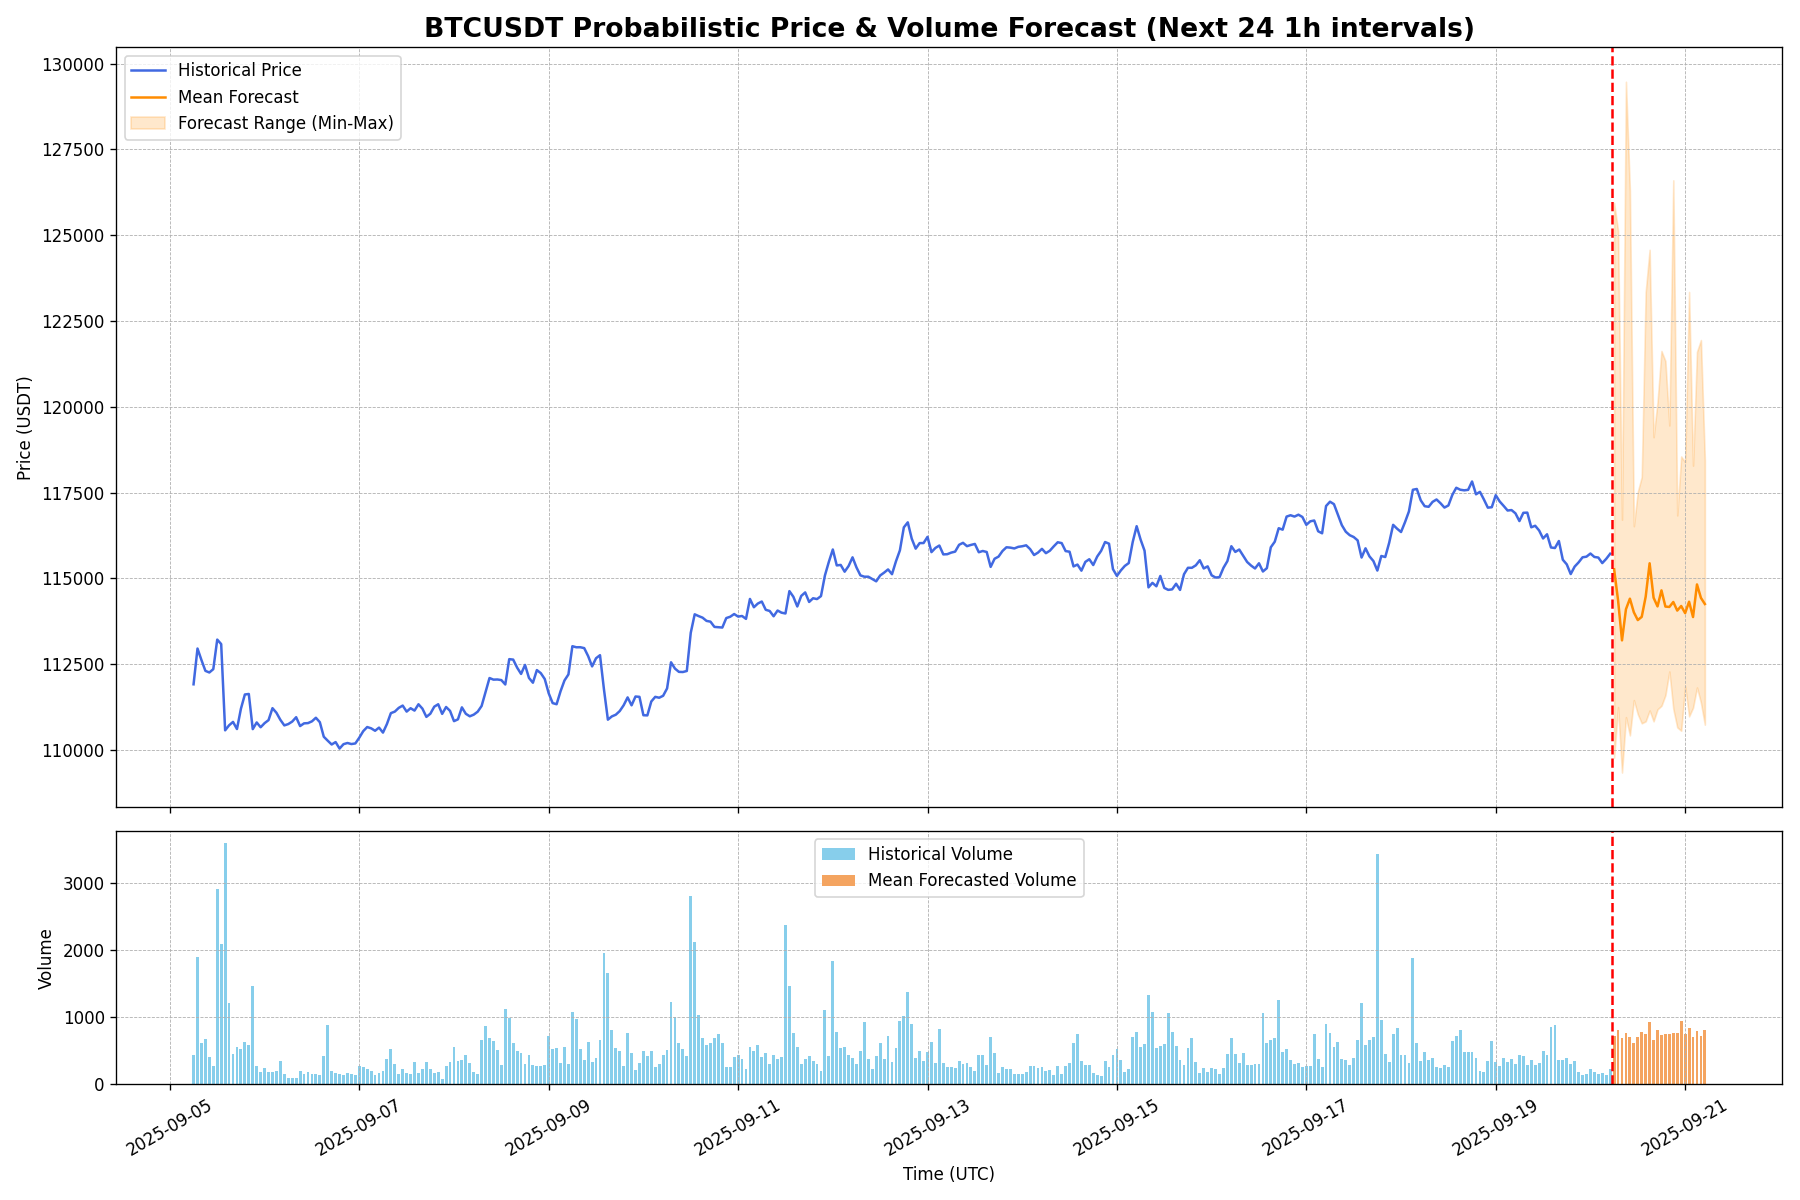 BTCUSDT Probabilistic Price & Volume Forecast (Next 24 1h intervals)
Historical Price
Mean Forecast
Forecast Range (Min-Max)
130000
127500
125000
122500
120000
117500
115000
112500
110000
Price (USDT)
Historical Volume
Mean Forecasted Volume
3000
2000
1000
0
Volume
2025-09-05
2025-09-07
2025-09-09
2025-09-11
2025-09-13
2025-09-15
2025-09-17
2025-09-19
2025-09-21
Time (UTC)